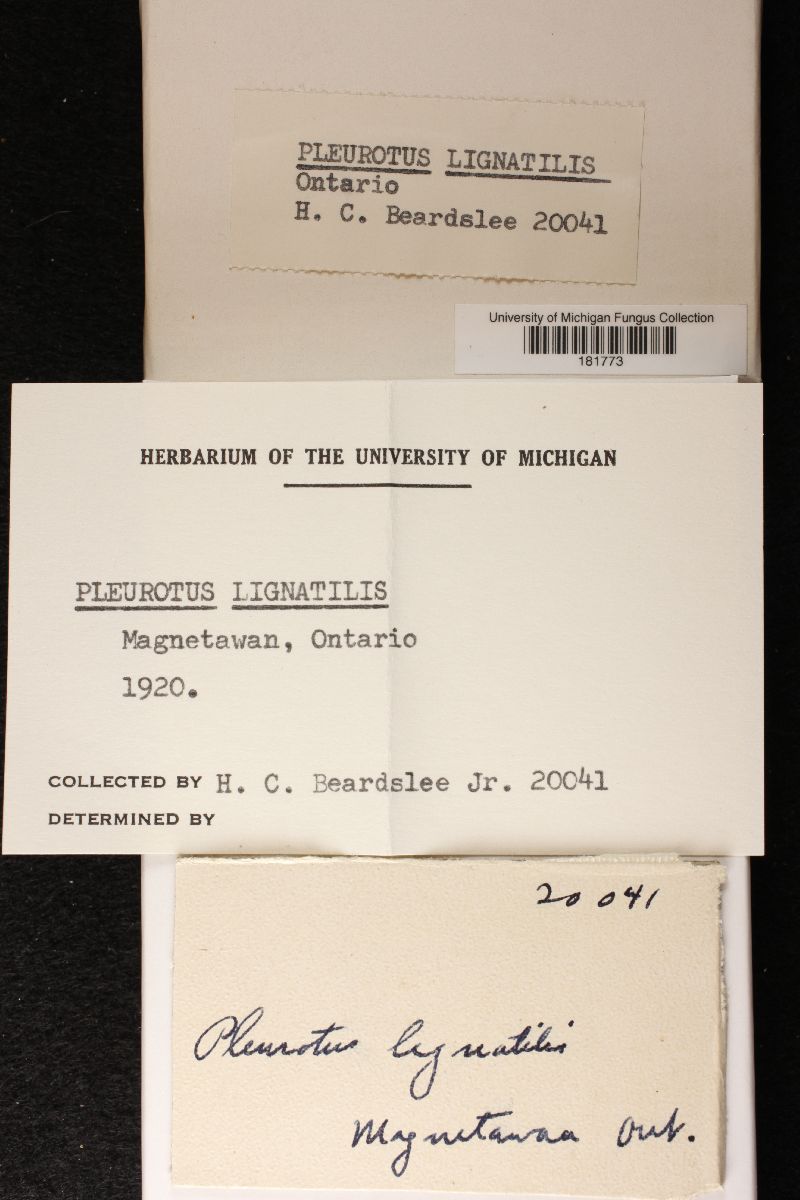 PLEUROTUS LIGNATILIS
Ontario
H. C. Beardslee 20041
University of Michigan Fungus Collection
181773
HERBARIUM OF THE UNIVERSITY OF MICHIGAN
PLEUROTUS LIGNATILIS
Magnetawan, Ontario
1920.
COLLECTED BY H. C. Beardslee Jr. 20041
DETERMINED BY
20041
Pleurotus lignatilis
Magnetawan Ont.